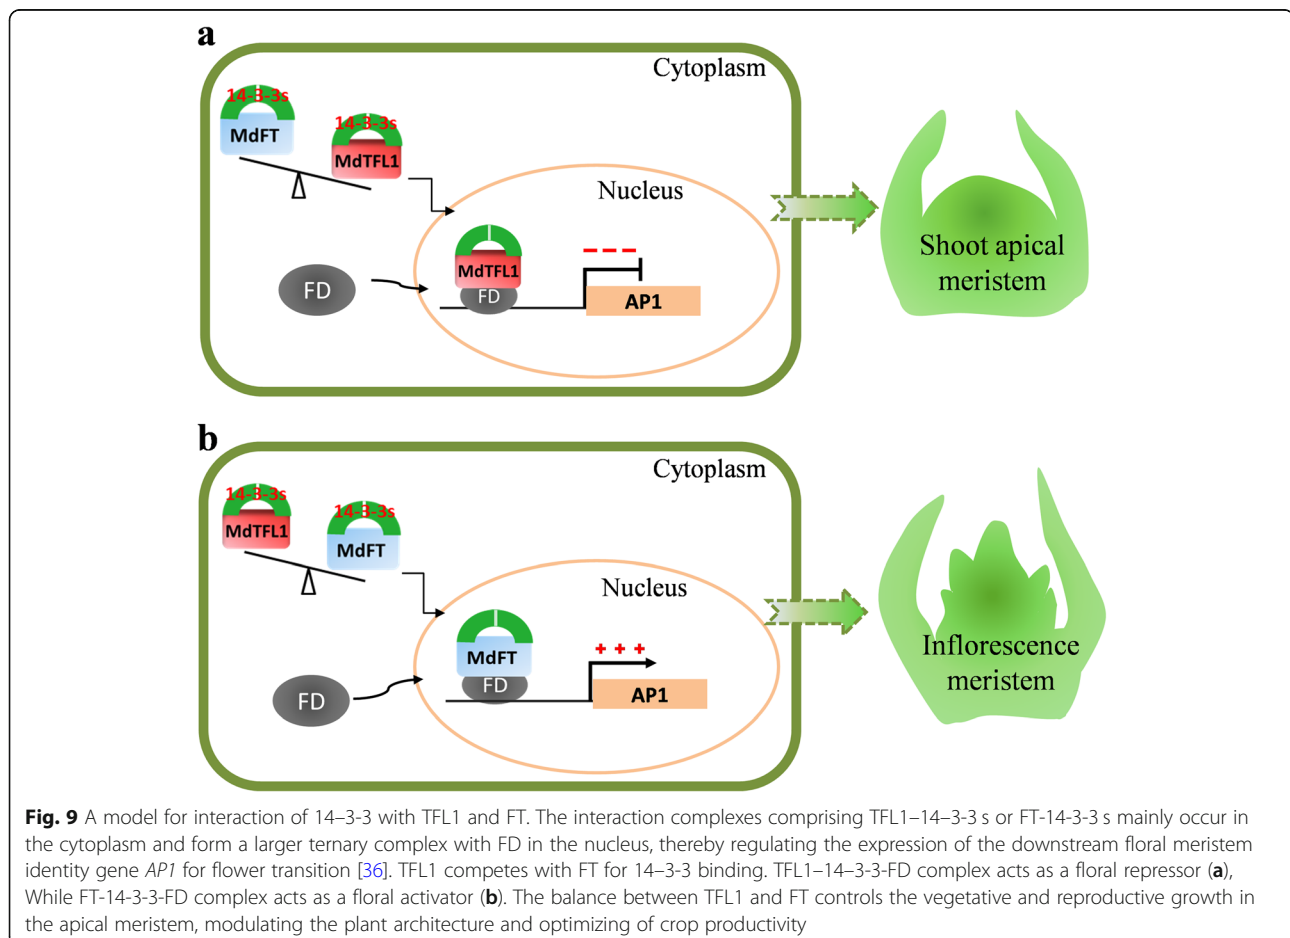 a
Cytoplasm
14-3-3s
MdFT
14-3-3s
MdTFL1
Nucleus
MdTFL1
FD
FD
AP1
Shoot apical
meristem
b
Cytoplasm
14-3-3s
MdTFL1
14-3-3s
MdFT
Nucleus
MdFT
FD
+ + +
FD
AP1
Inflorescence
meristem
Fig. 9 A model for interaction of 14–3-3 with TFL1 and FT. The interaction complexes comprising TFL1–14–3-3 s or FT-14-3-3 s mainly occur in
the cytoplasm and form a larger ternary complex with FD in the nucleus, thereby regulating the expression of the downstream floral meristem
identity gene AP1 for flower transition [36]. TFL1 competes with FT for 14–3-3 binding. TFL1–14–3-3-FD complex acts as a floral repressor (a),
While FT-14-3-3-FD complex acts as a floral activator (b). The balance between TFL1 and FT controls the vegetative and reproductive growth in
the apical meristem, modulating the plant architecture and optimizing of crop productivity